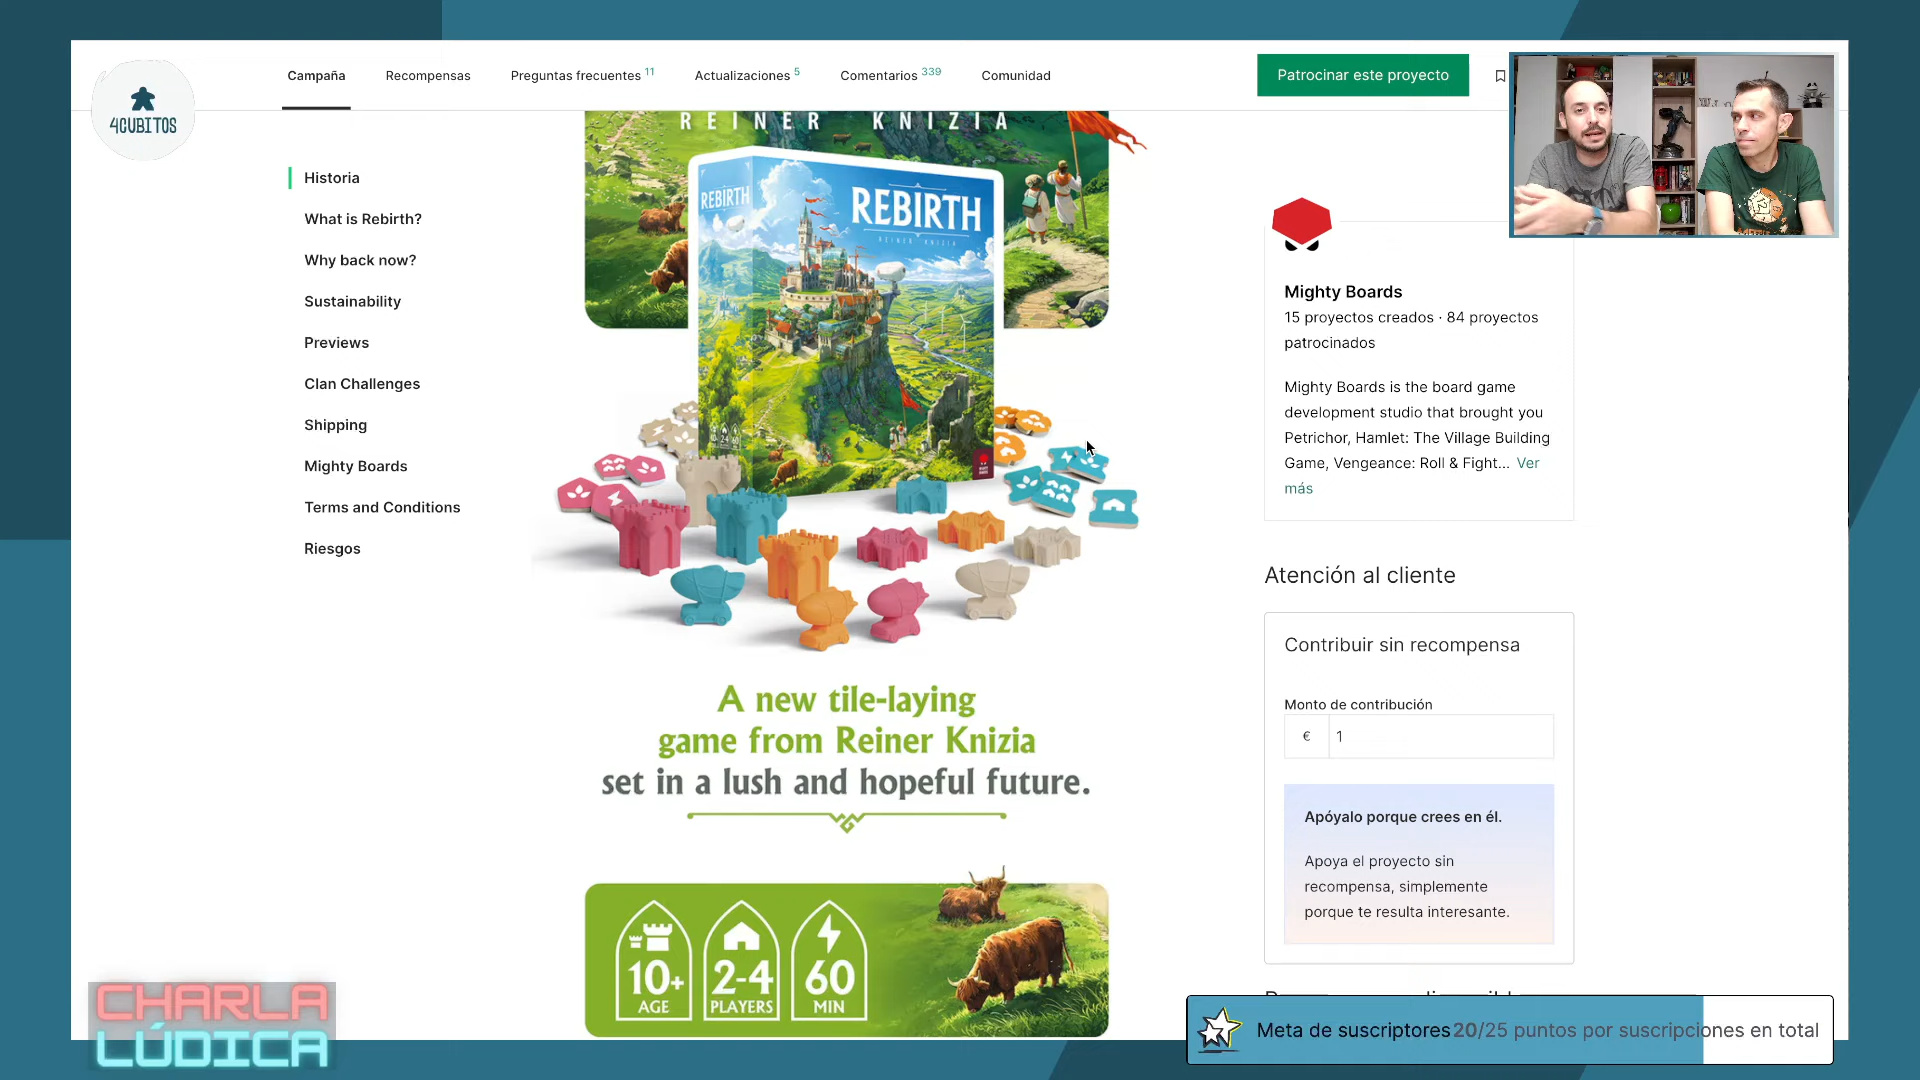 4CUBITOS
Campaña
Recompensas
Preguntas frecuentes 11
Actualizaciones 5
Comentarios 339
Comunidad
Patrocinar este proyecto
Historia
What is Rebirth?
Why back now?
Sustainability
Previews
Clan Challenges
Shipping
Mighty Boards
Terms and Conditions
Riesgos
REINER KNIZIA
REBIRTH
REBIRTH
REINER KNIZIA
A new tile-laying
game from Reiner Knizia
set in a lush and hopeful future.
10+
AGE
2-4
PLAYERS
60
MIN
Mighty Boards
15 proyectos creados · 84 proyectos
patrocinados
Mighty Boards is the board game
development studio that brought you
Petrichor, Hamlet: The Village Building
Game, Vengeance: Roll & Fight... Ver
más
Atención al cliente
Contribuir sin recompensa
Monto de contribución
€ 1
Apóyalo porque crees en él.
Apoya el proyecto sin
recompensa, simplemente
porque te resulta interesante.
CHARLA
LÚDICA
Meta de suscriptores 20/25 puntos por suscripciones en total